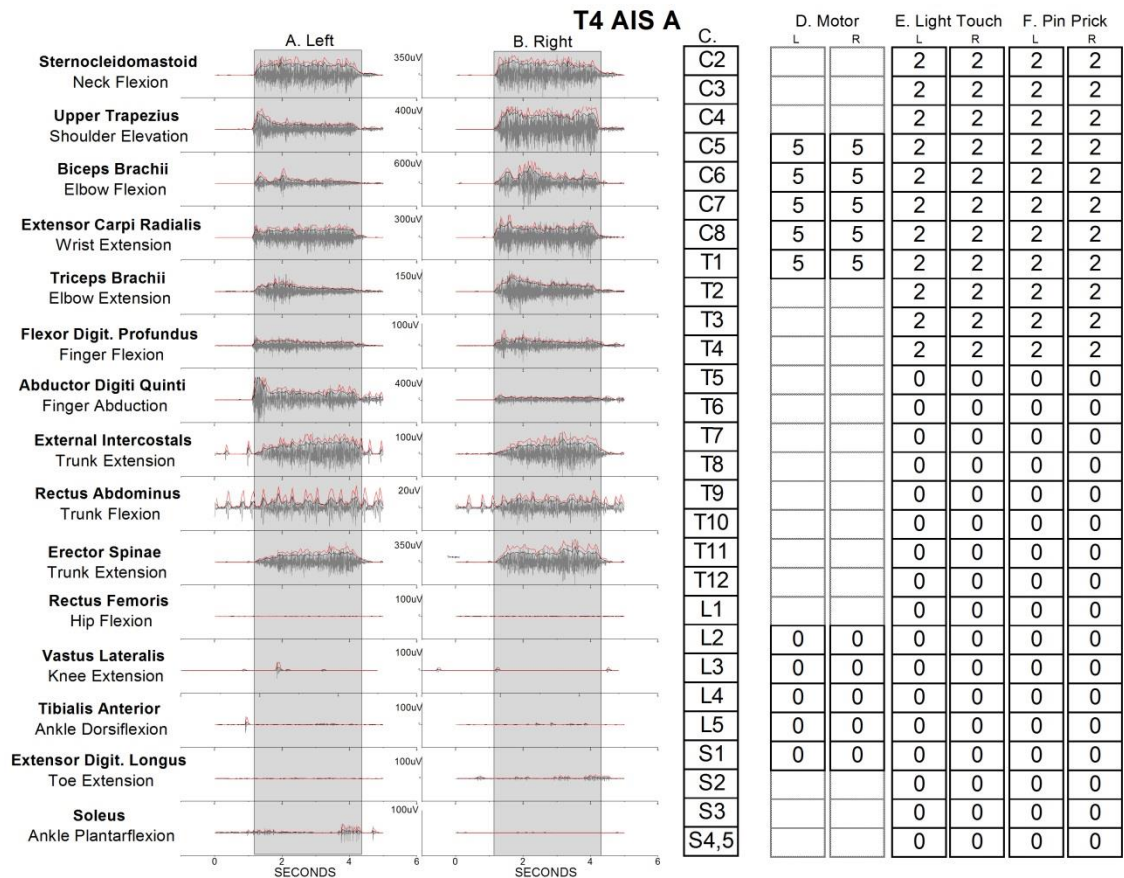 T4 AIS A
A. Left
B. Right
C.
D. Motor
E. Light Touch
F. Pin Prick
L R L R L R
Sternocleidomastoid
Neck Flexion
350uV
Upper Trapezius
Shoulder Elevation
400uV
Biceps Brachii
Elbow Flexion
600uV
Extensor Carpi Radialis
Wrist Extension
300uV
Triceps Brachii
Elbow Extension
150uV
Flexor Digit. Profundus
Finger Flexion
100uV
Abductor Digiti Quinti
Finger Abduction
400uV
External Intercostals
Trunk Extension
100uV
Rectus Abdominus
Trunk Flexion
20uV
Erector Spinae
Trunk Extension
350uV
Rectus Femoris
Hip Flexion
100uV
Vastus Lateralis
Knee Extension
100uV
Tibialis Anterior
Ankle Dorsiflexion
100uV
Extensor Digit. Longus
Toe Extension
100uV
Soleus
Ankle Plantarflexion
100uV
0 2 4 6
SECONDS
0 2 4 6
SECONDS
C2 2 2 2 2
C3 2 2 2 2
C4 2 2 2 2
C5 5 5 2 2 2 2
C6 5 5 2 2 2 2
C7 5 5 2 2 2 2
C8 5 5 2 2 2 2
T1 5 5 2 2 2 2
T2 2 2 2 2
T3 2 2 2 2
T4 2 2 2 2
T5 0 0 0 0
T6 0 0 0 0
T7 0 0 0 0
T8 0 0 0 0
T9 0 0 0 0
T10 0 0 0 0
T11 0 0 0 0
T12 0 0 0 0
L1 0 0 0 0
L2 0 0 0 0 0 0
L3 0 0 0 0 0 0
L4 0 0 0 0 0 0
L5 0 0 0 0 0 0
S1 0 0 0 0 0 0
S2 0 0 0 0
S3 0 0 0 0
S4,5 0 0 0 0